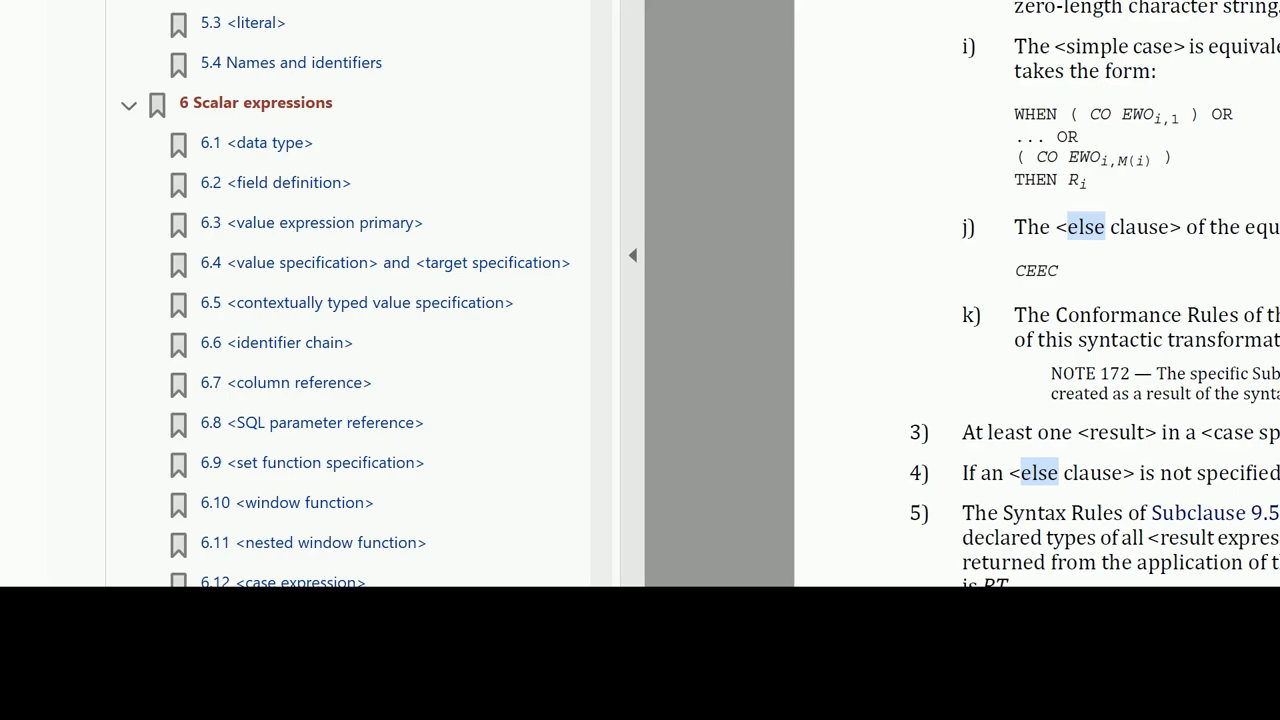 5.3 <literal>
5.4 Names and identifiers
6 Scalar expressions
6.1 <data type>
6.2 <field definition>
6.3 <value expression primary>
6.4 <value specification> and <target specification>
6.5 <contextually typed value specification>
6.6 <identifier chain>
6.7 <column reference>
6.8 <SQL parameter reference>
6.9 <set function specification>
6.10 <window function>
6.11 <nested window function>
6.12 <case expression>
zero-length character string.
i) The <simple case> is equivale
takes the form:
WHEN ( CO EWOi,1 ) OR
... OR
( CO EWOi,M(i) )
THEN Ri
j) The <else clause> of the equ
CEEC
k) The Conformance Rules of th
of this syntactic transformat
NOTE 172 — The specific Sub
created as a result of the synta
3) At least one <result> in a <case sp
4) If an <else clause> is not specified
5) The Syntax Rules of Subclause 9.5
declared types of all <result expres
returned from the application of t
is RT